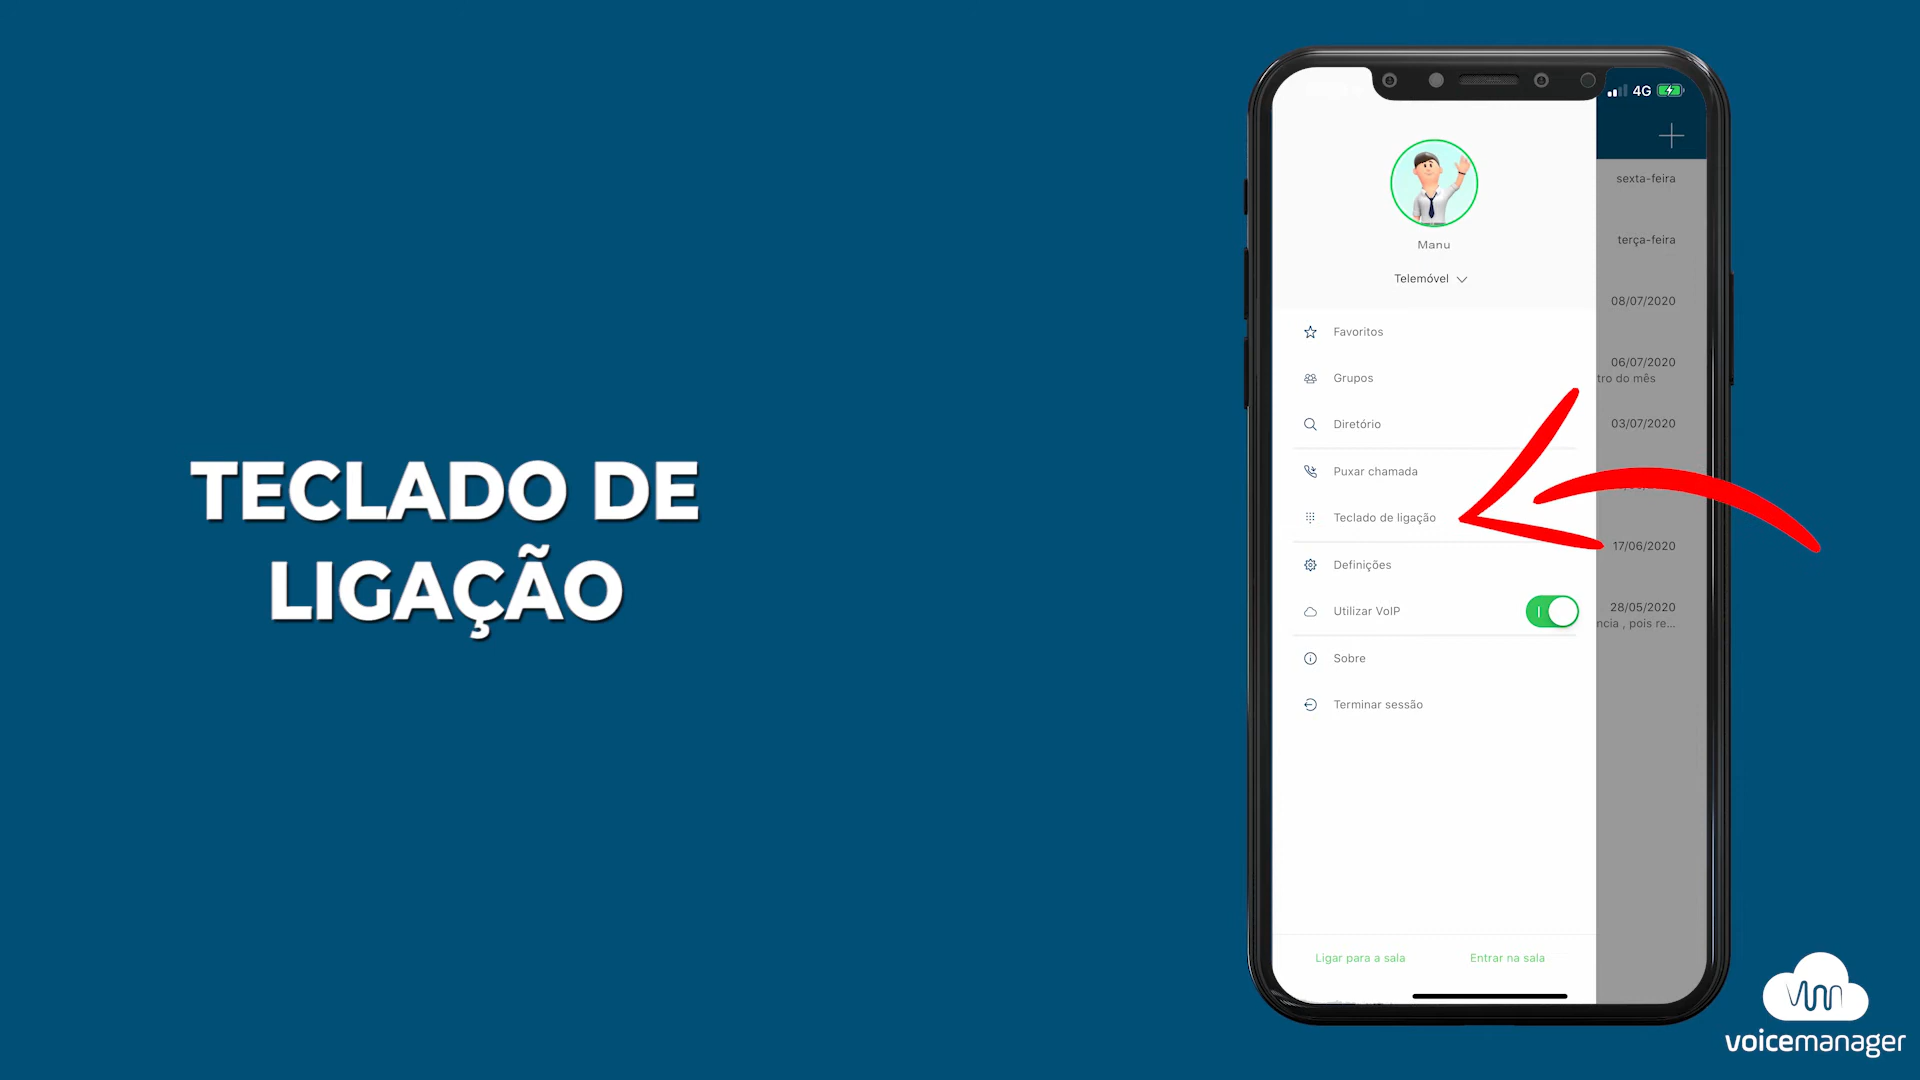 TECLADO DE
LIGAÇÃO
4G
Manu
Telemóvel
Favoritos
Grupos
Diretório
Puxar chamada
Teclado de ligação
Definições
Utilizar VoIP
Sobre
Terminar sessão
Ligar para a sala
Entrar na sala
sexta-feira
terça-feira
08/07/2020
06/07/2020
tro do mês
03/07/2020
17/06/2020
28/05/2020
ncia , pois re...
voicemanager